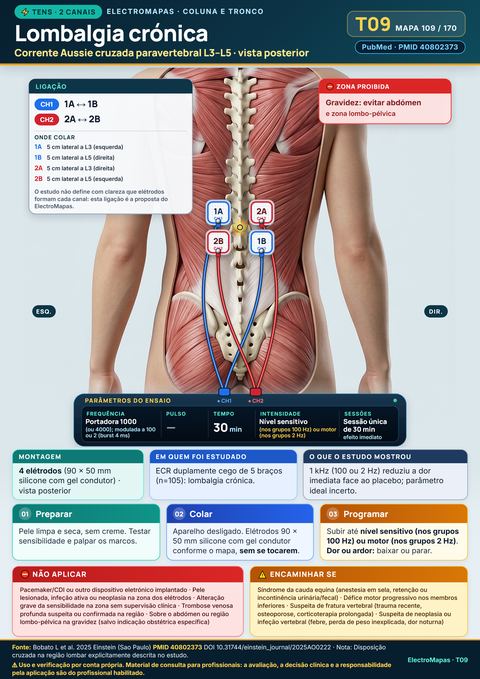 TENS · 2 CANAIS
ELECTROMAPAS · COLUNA E TRONCO
Lombalgia crónica
Corrente Aussie cruzada paravertebral L3–L5 · vista posterior
T09 MAPA 109 / 170
PubMed · PMID 40802373
LIGAÇÃO
CH1 1A ↔ 1B
CH2 2A ↔ 2B
ONDE COLAR
1A 5 cm lateral a L3 (esquerda)
1B 5 cm lateral a L5 (direita)
2A 5 cm lateral a L3 (direita)
2B 5 cm lateral a L5 (esquerda)
O estudo não define com clareza que elétrodos
formam cada canal: esta ligação é a proposta do
ElectroMapas.
ZONA PROIBIDA
Gravidez: evitar abdómen
e zona lombo-pélvica
1A
CH1
2A
CH2
2B
CH2
1B
CH1
ESQ.
DIR.
CH1
CH2
PARÂMETROS DO ENSAIO
FREQUÊNCIA
Portadora 1000
(ou 4000); modulada a 100
ou 2 (burst 4 ms)
PULSO
—
TEMPO
30 min
INTENSIDADE
Nível sensitivo
(nos grupos 100 Hz) ou motor
(nos grupos 2 Hz)
SESSÕES
Sessão única
de 30 min
efeito imediato
MONTAGEM
4 elétrodos (90 × 50 mm
silicone com gel condutor) ·
vista posterior
EM QUEM FOI ESTUDADO
ECR duplamente cego de 5 braços
(n=105): lombalgia crónica.
O QUE O ESTUDO MOSTROU
1 kHz (100 ou 2 Hz) reduziu a dor
imediata face ao placebo; parâmetro
ideal incerto.
01 Preparar
Pele limpa e seca, sem creme. Testar
sensibilidade e palpar os marcos.
02 Colar
Aparelho desligado. Elétrodos 90 ×
50 mm silicone com gel condutor
conforme o mapa, sem se tocarem.
03 Programar
Subir até nível sensitivo (nos grupos
100 Hz) ou motor (nos grupos 2 Hz).
Dor ou ardor: baixar ou parar.
NÃO APLICAR
Pacemaker/CDI ou outro dispositivo eletrónico implantado · Pele
lesionada, infeção ativa ou neoplasia na zona dos elétrodos · Alteração
grave da sensibilidade na zona sem supervisão clínica · Trombose venosa
profunda suspeita ou confirmada na região · Sobre o abdómen ou região
lombo-pélvica na gravidez (salvo indicação obstétrica específica)
ENCAMINHAR SE
Síndrome da cauda equina (anestesia em sela, retenção ou
incontinência urinária/fecal) · Défice motor progressivo nos membros
inferiores · Suspeita de fratura vertebral (trauma recente,
osteoporose, corticoterapia prolongada) · Suspeita de neoplasia ou
infeção vertebral (febre, perda de peso inexplicada, dor noturna)
Fonte: Bobato L et al. 2025 Einstein (Sao Paulo) PMID 40802373 DOI 10.31744/einstein_journal/2025AO0222 · Nota: Disposição
cruzada na região lombar explicitamente descrita no estudo.
Uso e verificação por conta própria. Material de consulta para profissionais: a avaliação, a decisão clínica e a responsabilidade
pela aplicação são do profissional habilitado.
ElectroMapas · T09